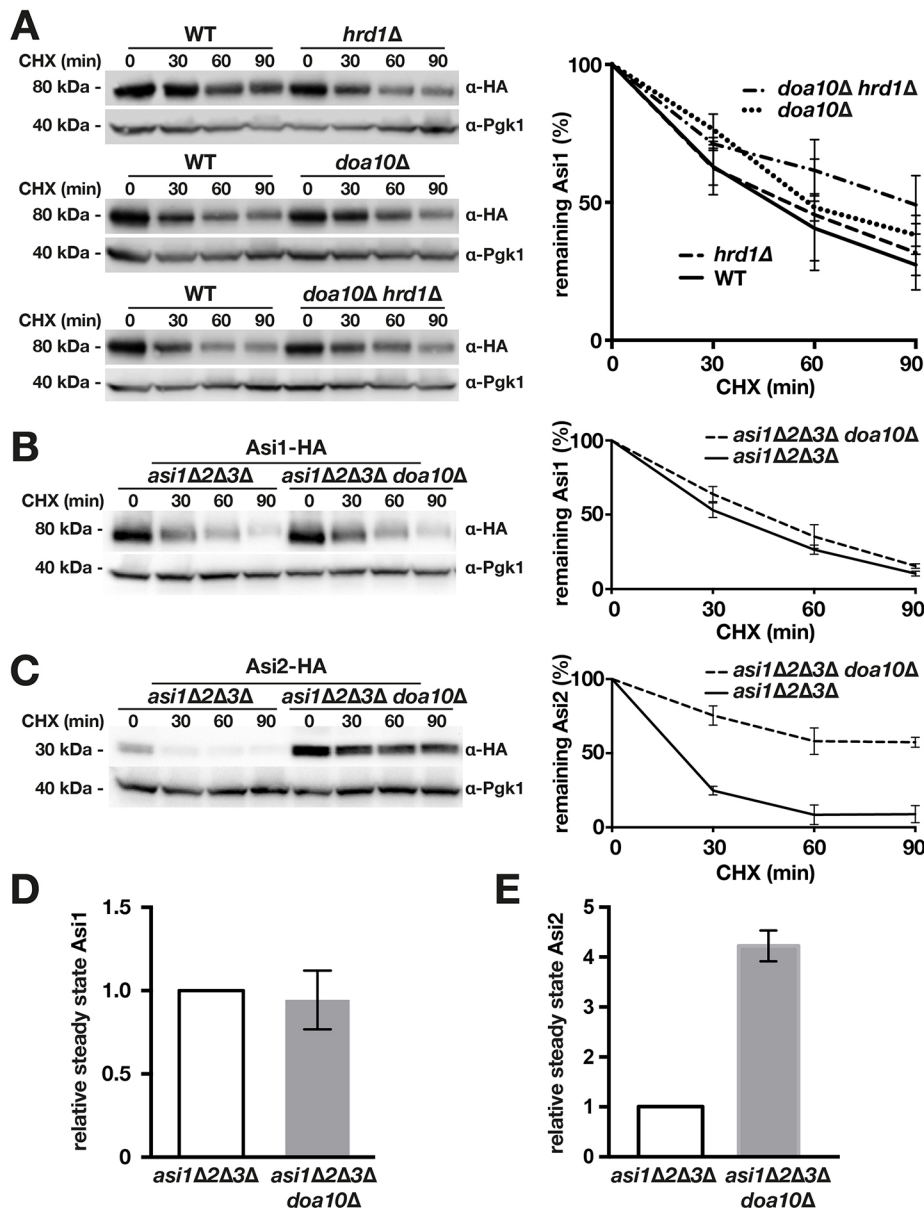 A
WT hrd1Δ
CHX (min) 0 30 60 90 0 30 60 90
80 kDa - α-HA
40 kDa - α-Pgk1
WT doa10Δ
0 30 60 90 0 30 60 90
80 kDa - α-HA
40 kDa - α-Pgk1
WT doa10Δ hrd1Δ
CHX (min) 0 30 60 90 0 30 60 90
80 kDa - α-HA
40 kDa - α-Pgk1
remaining Asi1 (%)
100
50
0
doa10Δ hrd1Δ
doa10Δ
hrd1Δ
WT
0 30 60 90
CHX (min)
B
Asi1-HA
asi1Δ2Δ3Δ asi1Δ2Δ3Δ doa10Δ
CHX (min) 0 30 60 90 0 30 60 90
80 kDa - α-HA
40 kDa - α-Pgk1
remaining Asi1 (%)
100
50
0
asi1Δ2Δ3Δ doa10Δ
asi1Δ2Δ3Δ
0 30 60 90
CHX (min)
C
Asi2-HA
asi1Δ2Δ3Δ asi1Δ2Δ3Δ doa10Δ
CHX (min) 0 30 60 90 0 30 60 90
30 kDa - α-HA
40 kDa - α-Pgk1
remaining Asi2 (%)
100
50
0
asi1Δ2Δ3Δ doa10Δ
asi1Δ2Δ3Δ
0 30 60 90
CHX (min)
D
relative steady state Asi1
1.5
1.0
0.5
0
asi1Δ2Δ3Δ asi1Δ2Δ3Δ
doa10Δ
E
relative steady state Asi2
5
4
3
2
1
0
asi1Δ2Δ3Δ asi1Δ2Δ3Δ
doa10Δ